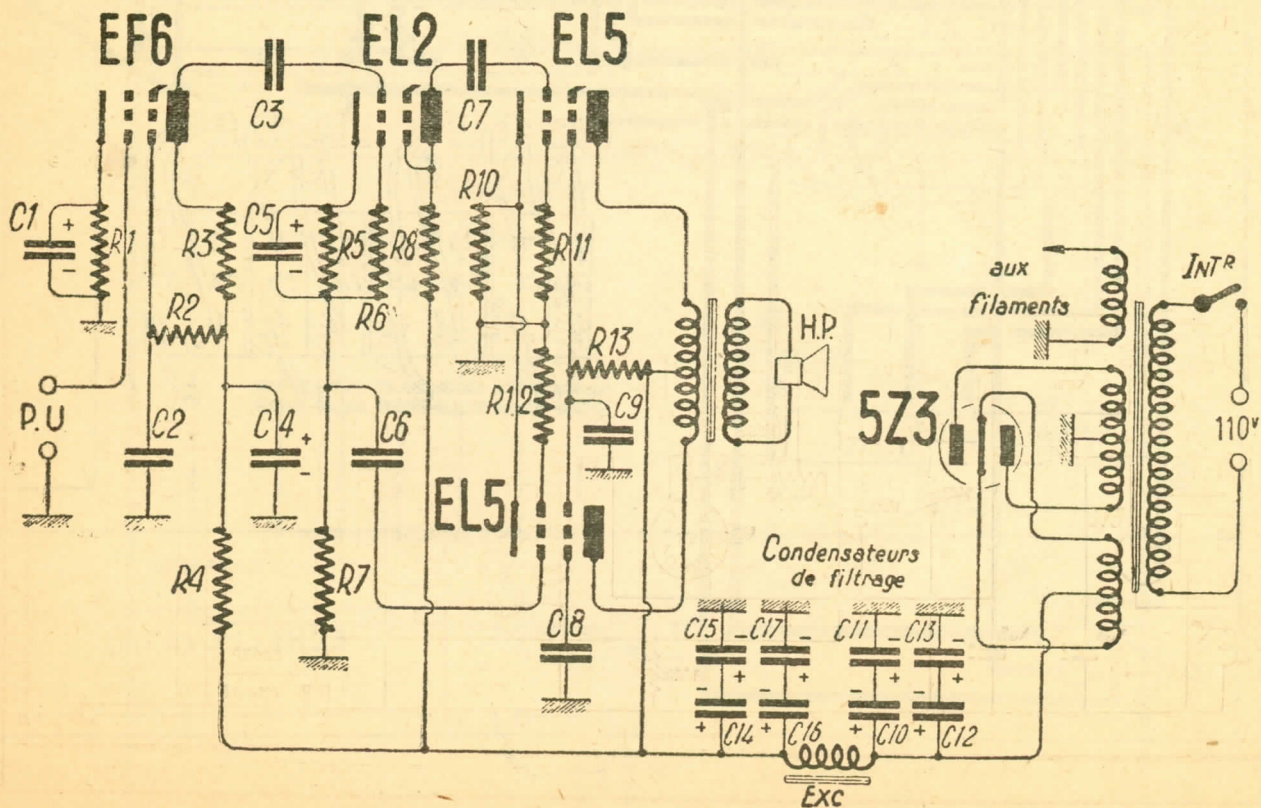 EF6
EL2
EL5
C3
C7
C1
+
-
R1
R3
C5
+
-
R5
R6
R8
R10
R11
R2
R13
R12
P.U
C2
C4
+
-
C6
C9
EL5
R4
R7
C8
H.P.
aux
filaments
INTR
5Z3
110V
Condensateurs
de filtrage
C15
-
+
C17
-
+
C11
-
+
C13
-
+
-
+
C14
-
+
C16
-
+
C10
-
+
C12
Exc